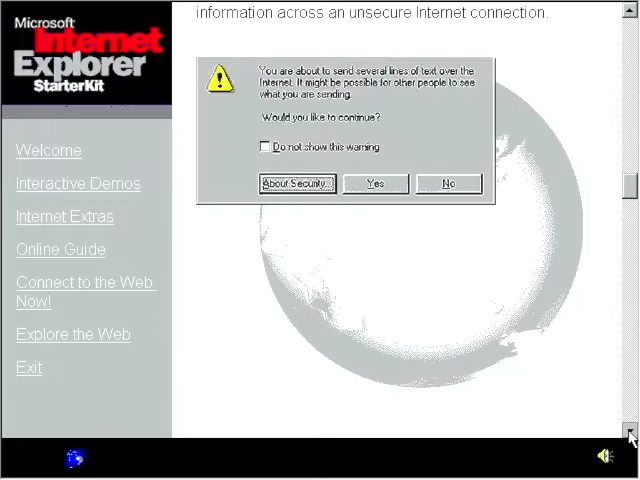 Microsoft
Internet
Explorer
StarterKit
Welcome
Interactive Demos
Internet Extras
Online Guide
Connect to the Web
Now!
Explore the Web
Exit
information across an unsecure Internet connection.
You are about to send several lines of text over the
Internet. It might be possible for other people to see
what you are sending.
Would you like to continue?
Do not show this warning
About Security...
Yes
No